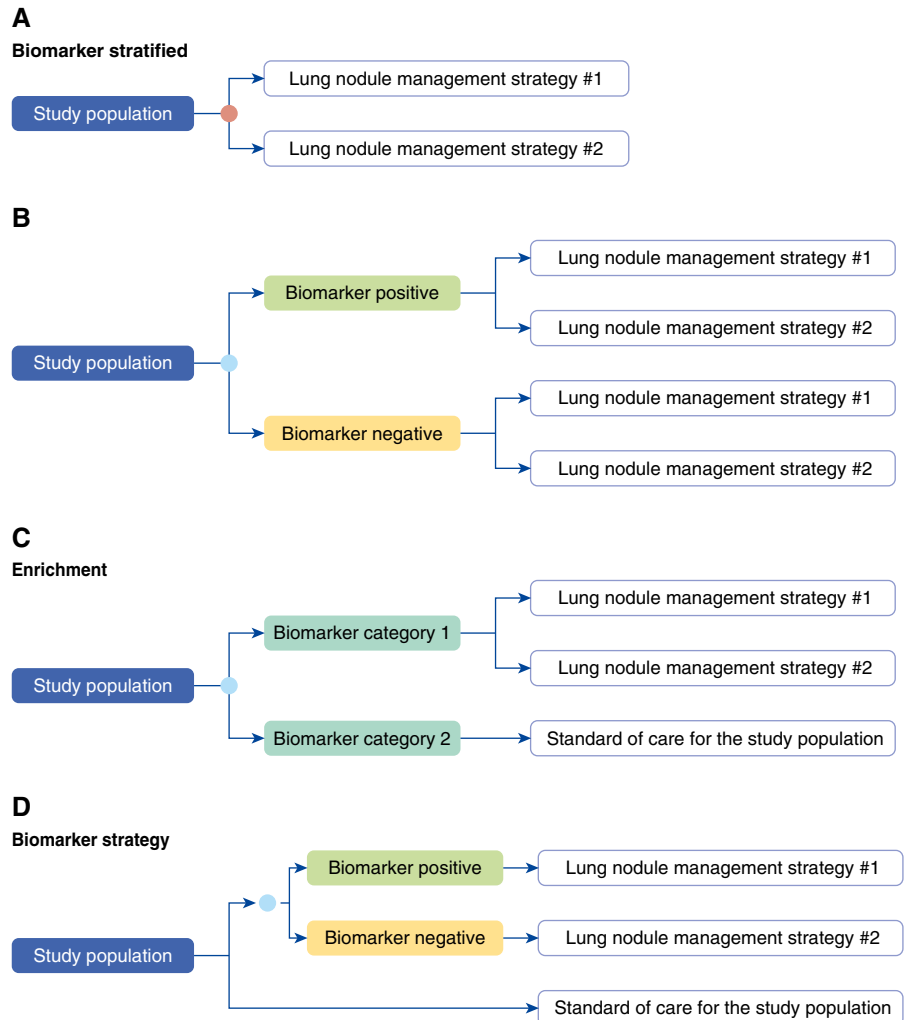 A
Biomarker stratified
Study population
Lung nodule management strategy #1
Lung nodule management strategy #2
B
Study population
Biomarker positive
Lung nodule management strategy #1
Lung nodule management strategy #2
Biomarker negative
Lung nodule management strategy #1
Lung nodule management strategy #2
C
Enrichment
Study population
Biomarker category 1
Lung nodule management strategy #1
Lung nodule management strategy #2
Biomarker category 2
Standard of care for the study population
D
Biomarker strategy
Study population
Biomarker positive
Lung nodule management strategy #1
Biomarker negative
Lung nodule management strategy #2
Standard of care for the study population